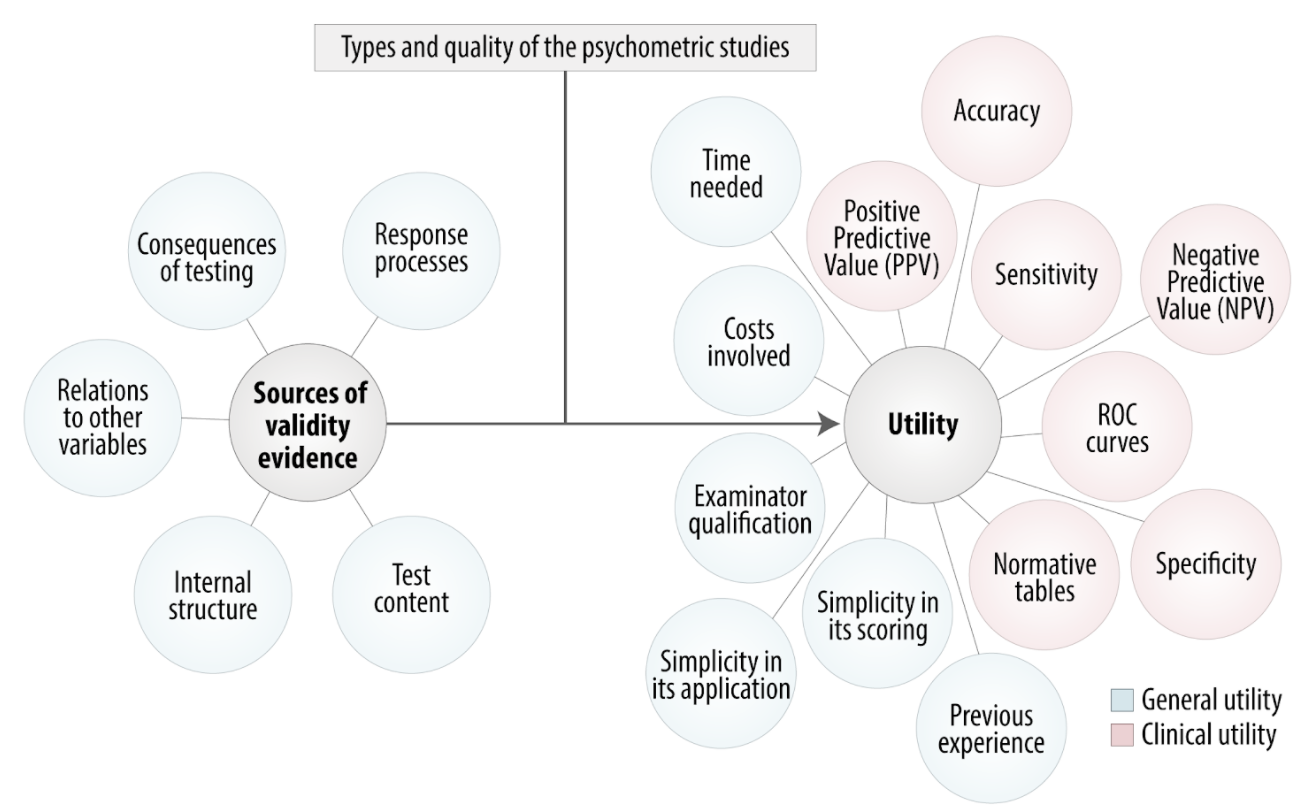 Types and quality of the psychometric studies
Consequences
of testing
Response
processes
Relations
to other
variables
Sources of
validity
evidence
Internal
structure
Test
content
Time
needed
Positive
Predictive
Value (PPV)
Accuracy
Sensitivity
Negative
Predictive
Value (NPV)
Costs
involved
Utility
ROC
curves
Examinator
qualification
Simplicity in
its application
Simplicity in
its scoring
Previous
experience
Normative
tables
Specificity
General utility
Clinical utility